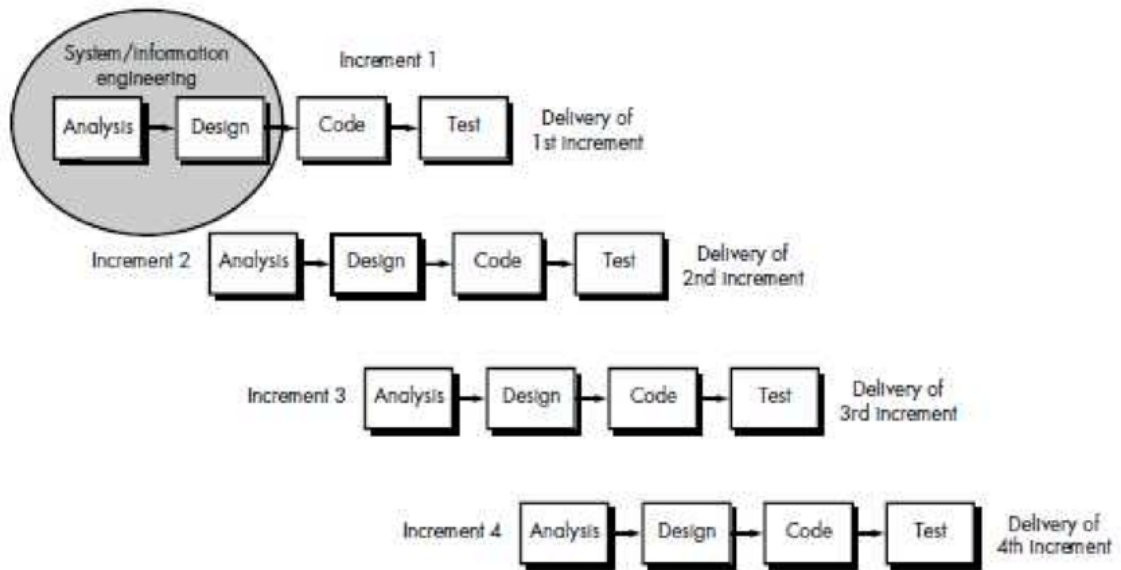 System/information
engineering
Increment 1
Analysis
Design
Code
Test
Delivery of
1st increment
Increment 2
Analysis
Design
Code
Test
Delivery of
2nd increment
Increment 3
Analysis
Design
Code
Test
Delivery of
3rd increment
Increment 4
Analysis
Design
Code
Test
Delivery of
4th increment